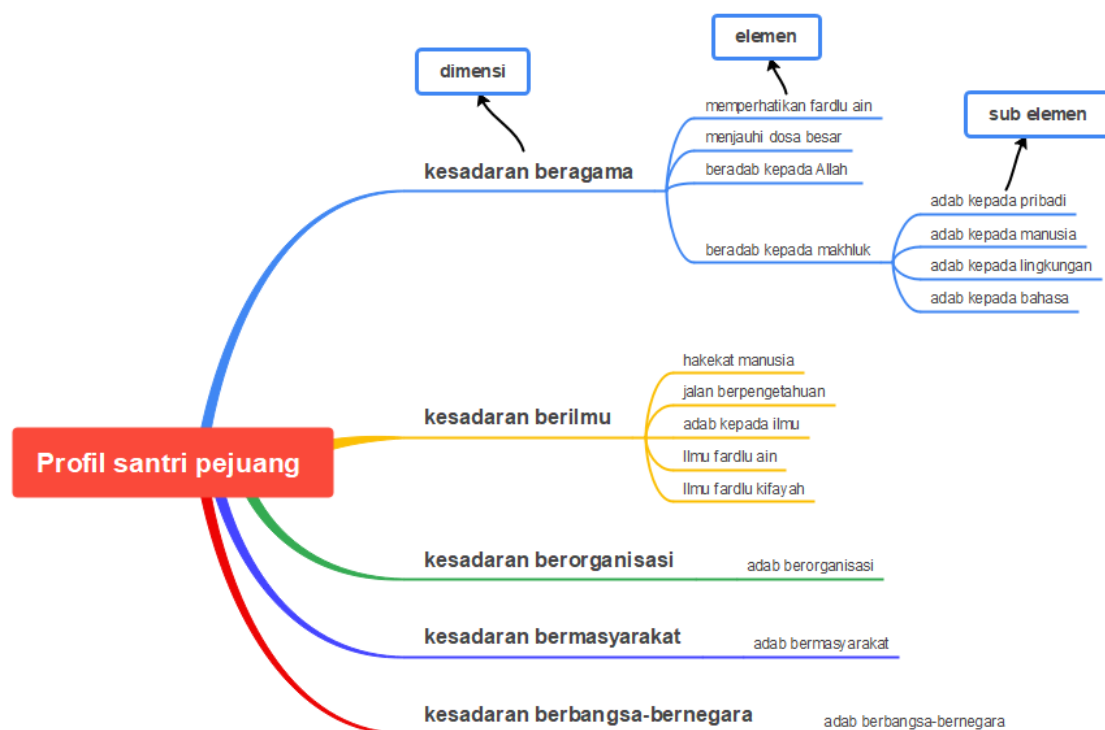 elemen
dimensi
sub elemen
memperhatikan fardlu ain
menjauhi dosa besar
kesadaran beragama
beradab kepada Allah
beradab kepada makhluk
adab kepada pribadi
adab kepada manusia
adab kepada lingkungan
adab kepada bahasa
hakekat manusia
jalan berpengetahuan
kesadaran berilmu
adab kepada ilmu
Ilmu fardlu ain
Ilmu fardlu kifayah
Profil santri pejuang
kesadaran berorganisasi
adab berorganisasi
kesadaran bermasyarakat
adab bermasyarakat
kesadaran berbangsa-bernegara
adab berbangsa-bernegara